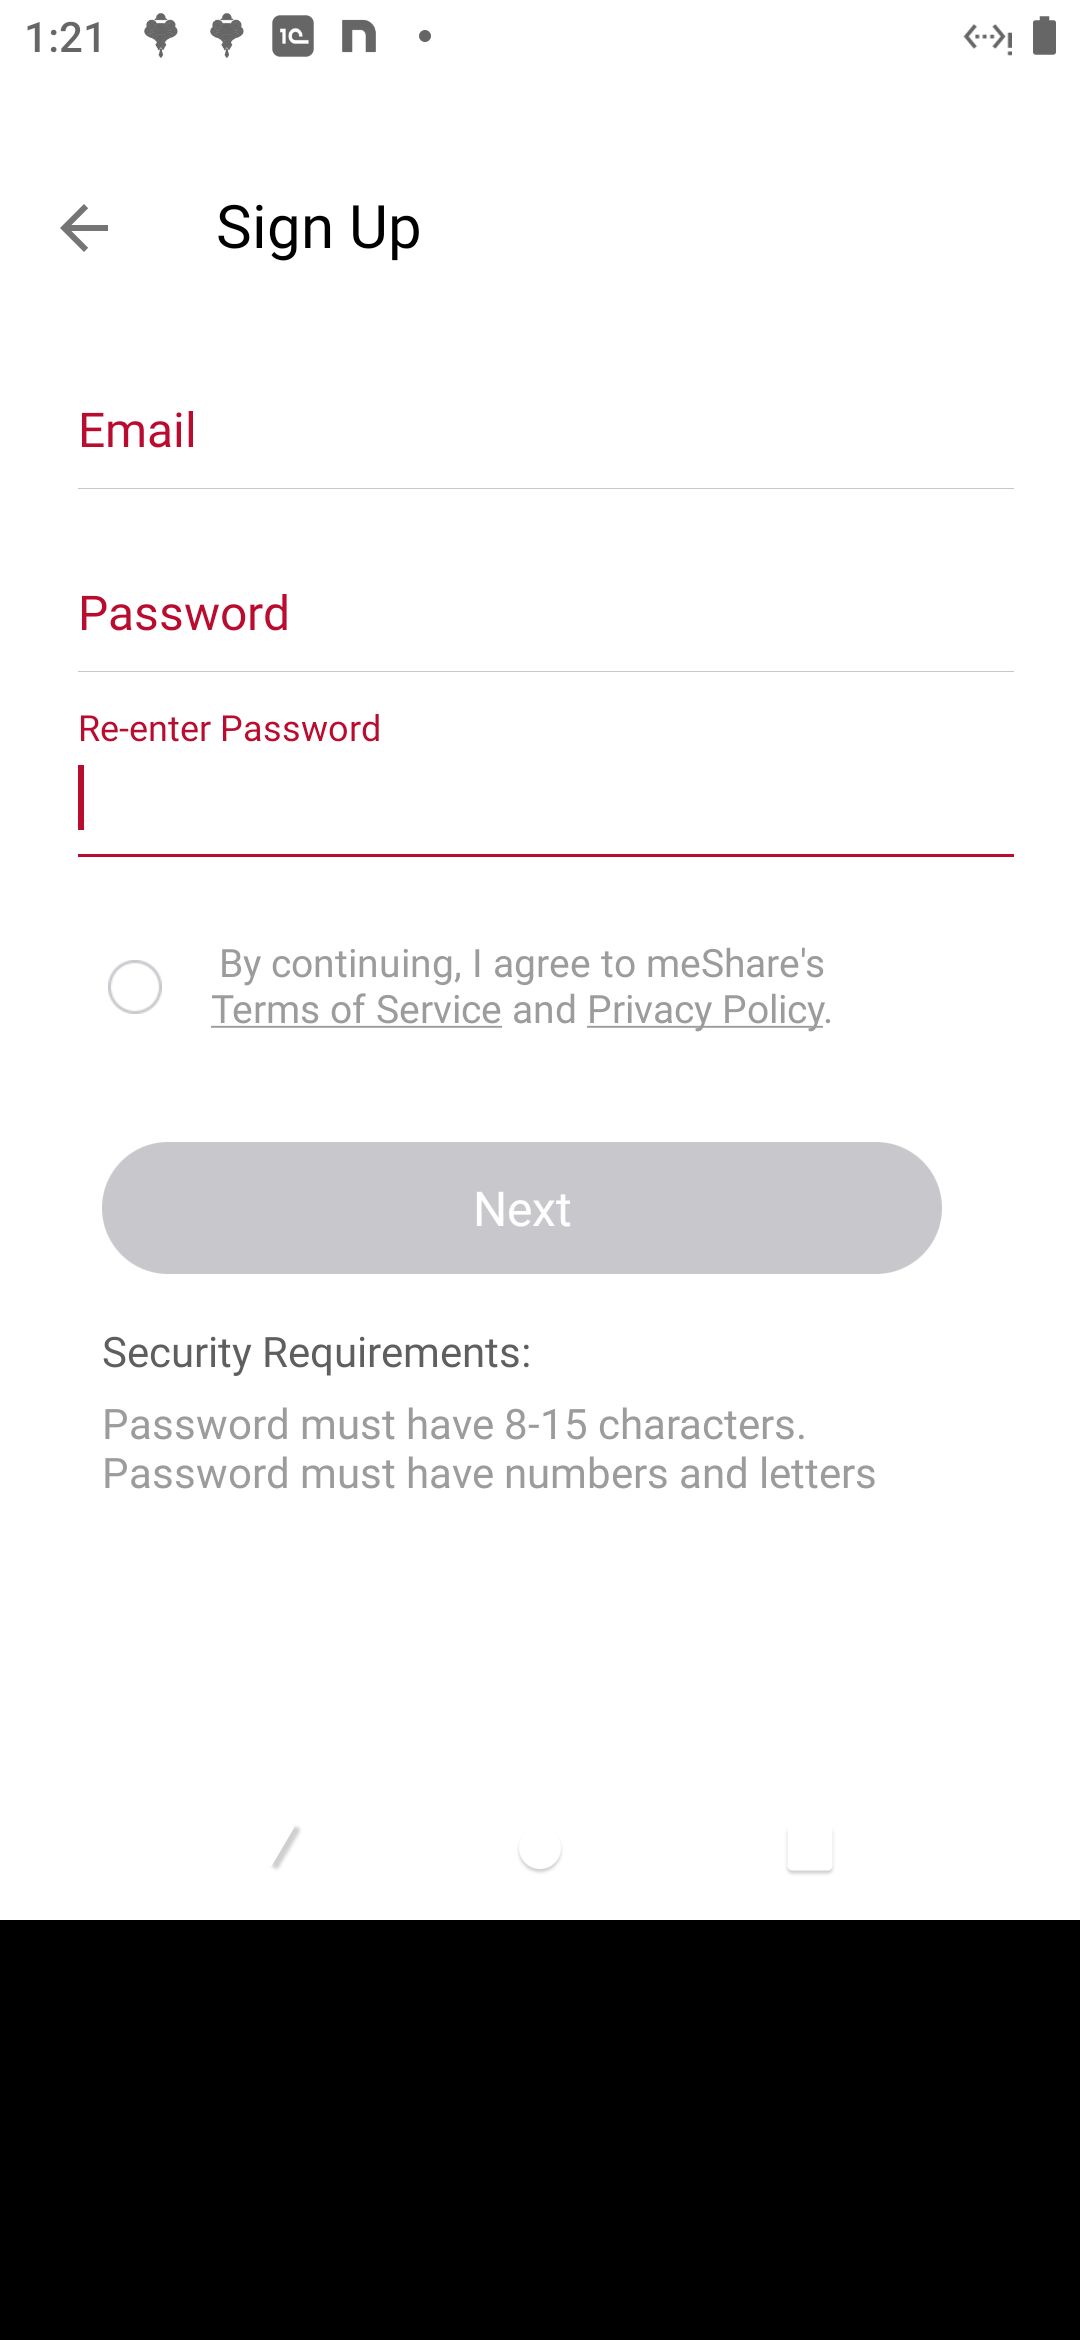 1:21
Sign Up
Email
Password
Re-enter Password
By continuing, I agree to meShare's
Terms of Service and Privacy Policy.
Next
Security Requirements:
Password must have 8-15 characters.
Password must have numbers and letters